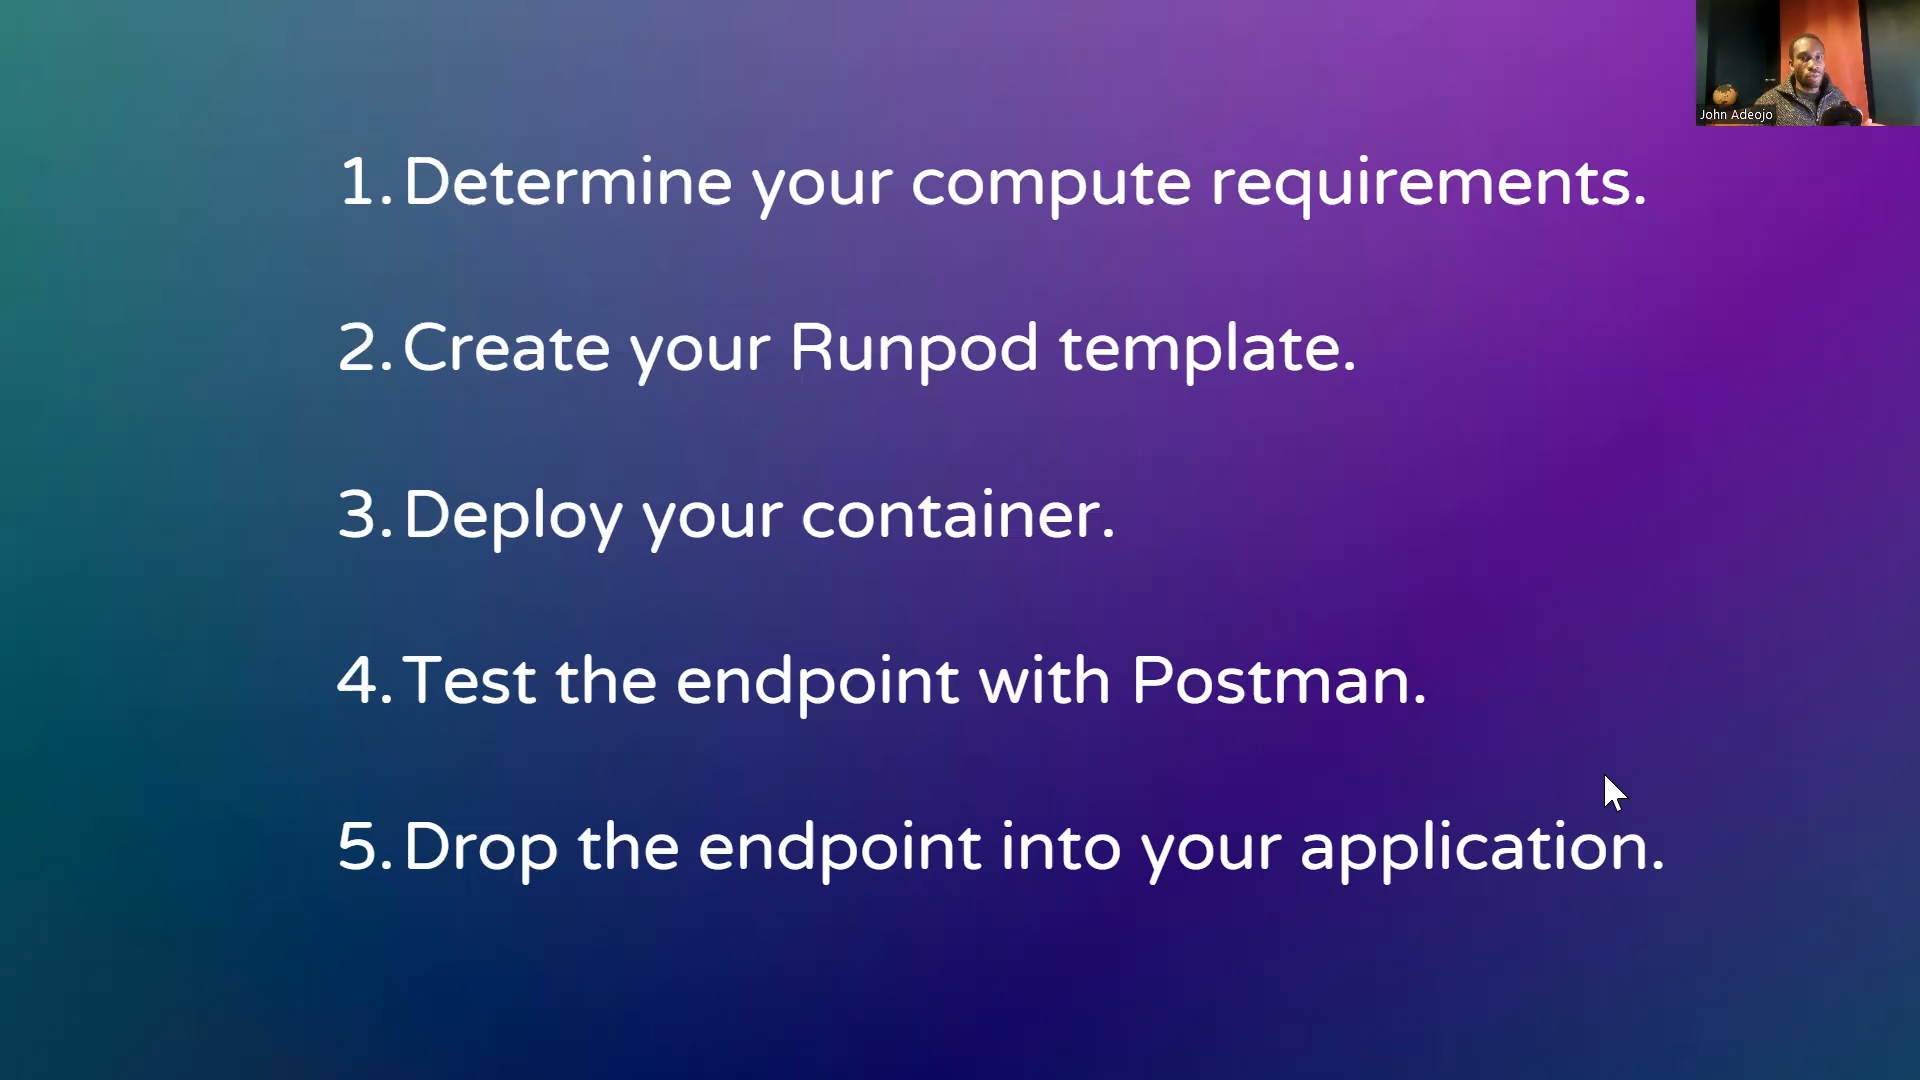 John Adeojo
1. Determine your compute requirements.
2. Create your Runpod template.
3. Deploy your container.
4. Test the endpoint with Postman.
5. Drop the endpoint into your application.